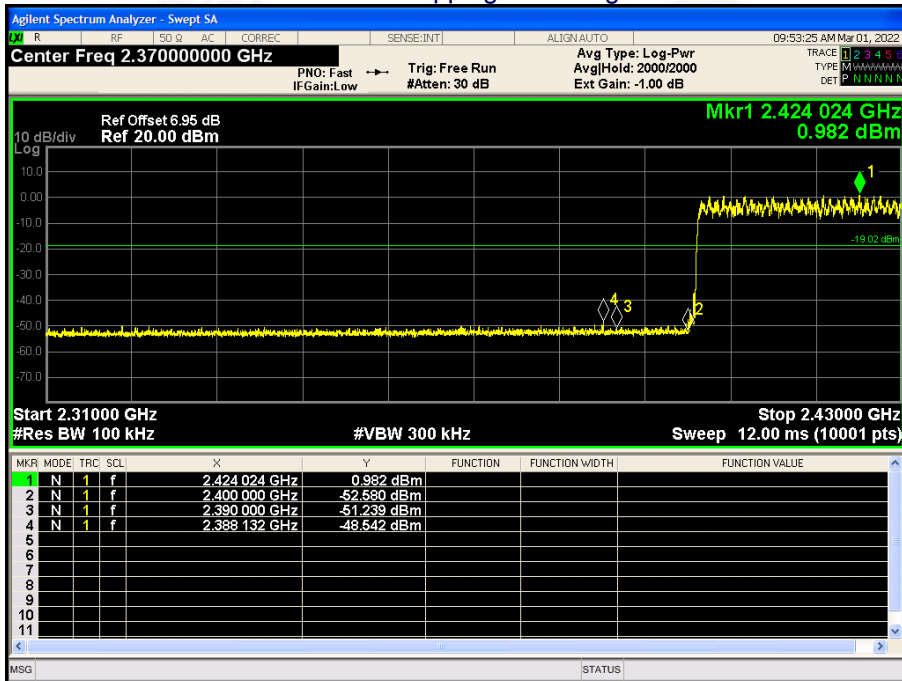 Agilent Spectrum Analyzer - Swept SA
LXI R RF 50 Ω AC CORREC SENSE:INT ALIGN AUTO 09:53:25 AM Mar 01, 2022
Center Freq 2.370000000 GHz
PNO: Fast
IFGain:Low
Trig: Free Run
#Atten: 30 dB
Avg Type: Log-Pwr
Avg|Hold: 2000/2000
Ext Gain: -1.00 dB
TRACE 1 2 3 4 5 6
TYPE M
DET P N N N N N
Mkr1 2.424 024 GHz
0.982 dBm
Ref Offset 6.95 dB
10 dB/div Ref 20.00 dBm
Log
10.0
0.00
-10.0
-20.0
-30.0
-40.0
-50.0
-60.0
-70.0
1
-19.02 dBm
4
3
2
Start 2.31000 GHz
Stop 2.43000 GHz
#Res BW 100 kHz #VBW 300 kHz Sweep 12.00 ms (10001 pts)
MKR MODE TRC SCL X Y FUNCTION FUNCTION WIDTH FUNCTION VALUE
1 N 1 f 2.424 024 GHz 0.982 dBm
2 N 1 f 2.400 000 GHz -52.580 dBm
3 N 1 f 2.390 000 GHz -51.239 dBm
4 N 1 f 2.388 132 GHz -48.542 dBm
5
6
7
8
9
10
11
MSG STATUS